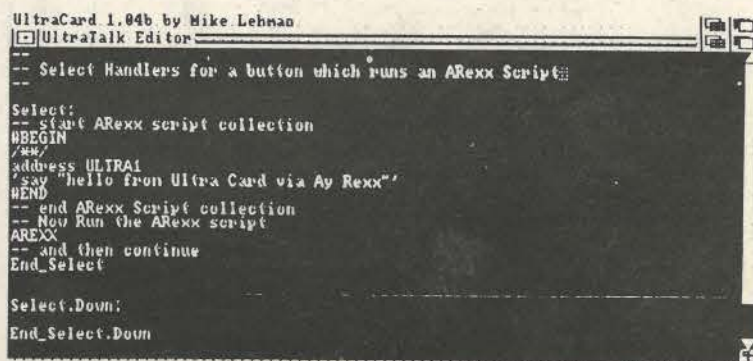 UltraCard 1.04b by Mike Lehman
UltraTalk Editor
--
-- Select Handlers for a button which runs an ARexx Script
--
Select:
-- start ARexx script collection
#BEGIN
/**/
address ULTRA1
'say "hello from Ultra Card via Ay Rexx"'
#END
-- end ARexx Script collection
-- Now Run the ARexx script
AREXX
-- and then continue
End_Select
Select.Down:
End_Select.Down